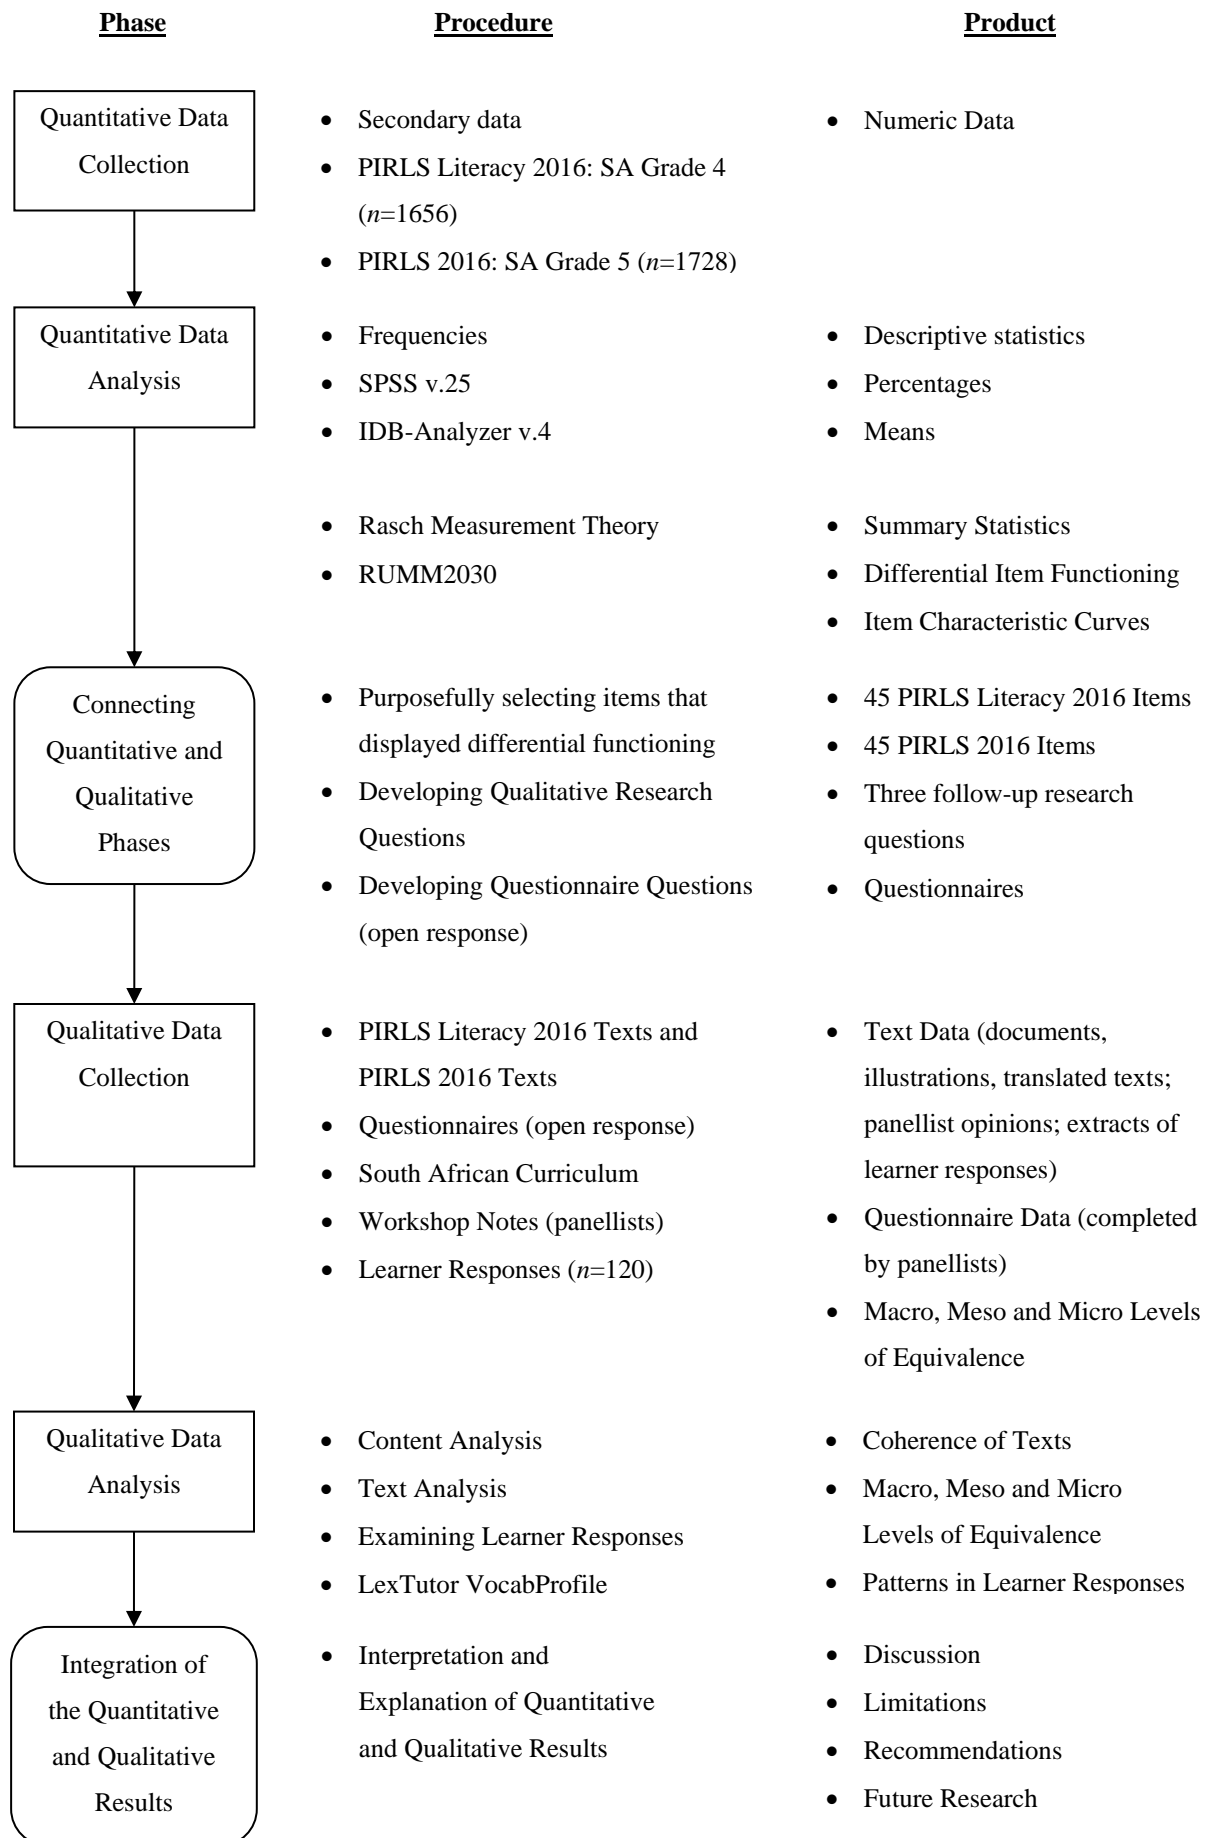 Phase
Procedure
Product
Quantitative Data
Collection
• Secondary data
• PIRLS Literacy 2016: SA Grade 4
(n=1656)
• PIRLS 2016: SA Grade 5 (n=1728)
• Numeric Data
Quantitative Data
Analysis
• Frequencies
• SPSS v.25
• IDB-Analyzer v.4
• Rasch Measurement Theory
• RUMM2030
• Descriptive statistics
• Percentages
• Means
• Summary Statistics
• Differential Item Functioning
• Item Characteristic Curves
Connecting
Quantitative and
Qualitative
Phases
• Purposefully selecting items that
displayed differential functioning
• Developing Qualitative Research
Questions
• Developing Questionnaire Questions
(open response)
• 45 PIRLS Literacy 2016 Items
• 45 PIRLS 2016 Items
• Three follow-up research
questions
• Questionnaires
Qualitative Data
Collection
• PIRLS Literacy 2016 Texts and
PIRLS 2016 Texts
• Questionnaires (open response)
• South African Curriculum
• Workshop Notes (panellists)
• Learner Responses (n=120)
• Text Data (documents,
illustrations, translated texts;
panellist opinions; extracts of
learner responses)
• Questionnaire Data (completed
by panellists)
• Macro, Meso and Micro Levels
of Equivalence
Qualitative Data
Analysis
• Content Analysis
• Text Analysis
• Examining Learner Responses
• LexTutor VocabProfile
• Coherence of Texts
• Macro, Meso and Micro
Levels of Equivalence
• Patterns in Learner Responses
Integration of
the Quantitative
and Qualitative
Results
• Interpretation and
Explanation of Quantitative
and Qualitative Results
• Discussion
• Limitations
• Recommendations
• Future Research